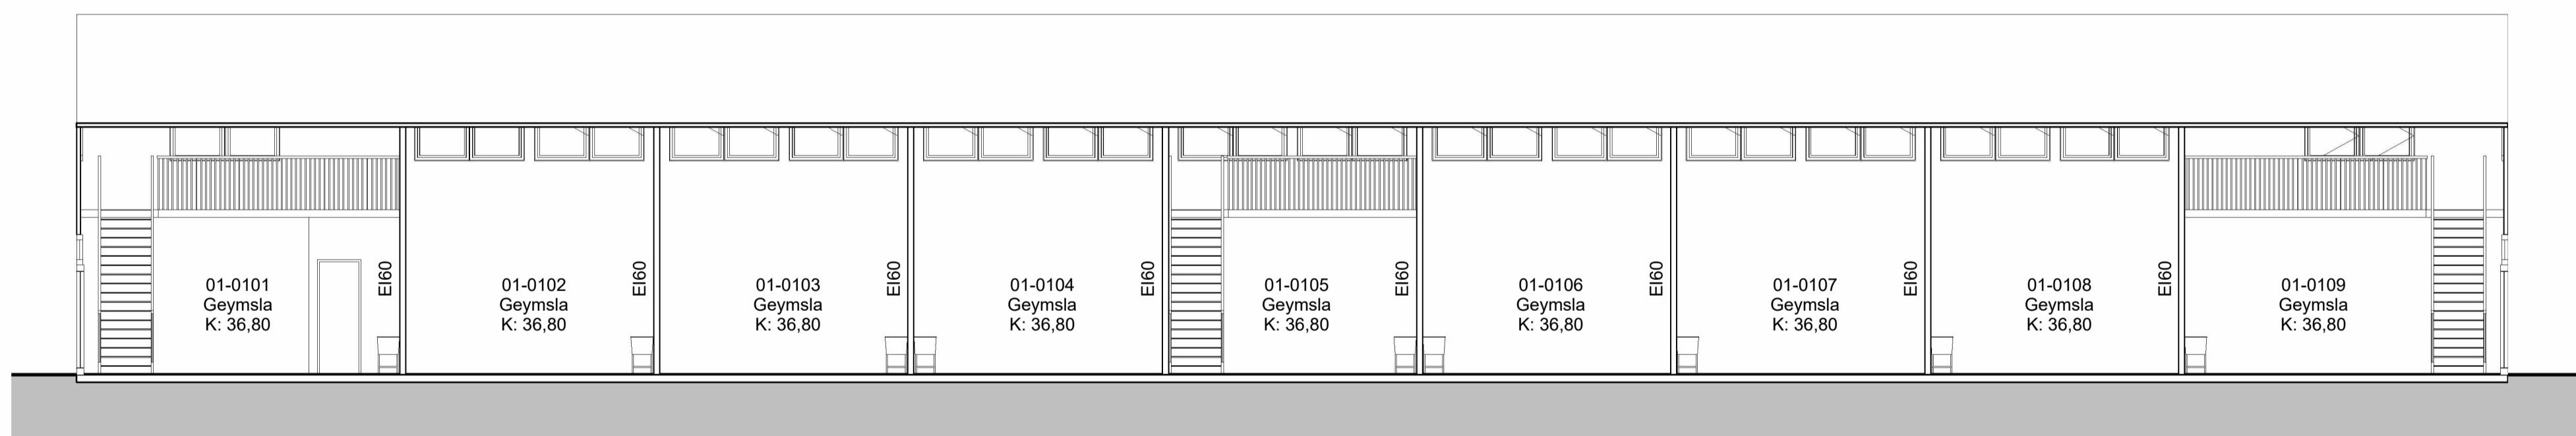 01-0101
Geymsla
K: 36,80
EI60
01-0102
Geymsla
K: 36,80
EI60
01-0103
Geymsla
K: 36,80
EI60
01-0104
Geymsla
K: 36,80
EI60
01-0105
Geymsla
K: 36,80
EI60
01-0106
Geymsla
K: 36,80
EI60
01-0107
Geymsla
K: 36,80
EI60
01-0108
Geymsla
K: 36,80
EI60
01-0109
Geymsla
K: 36,80